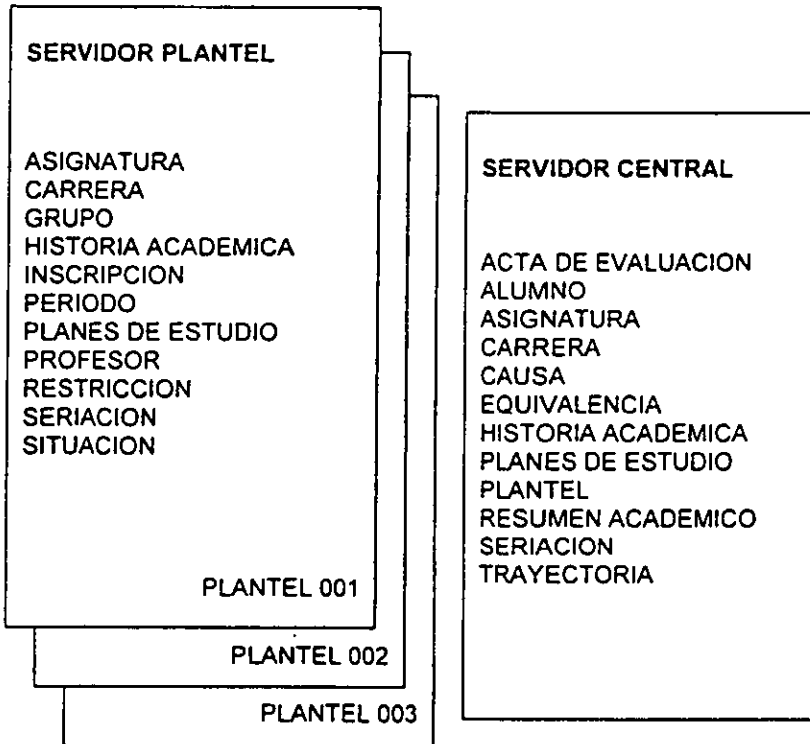 SERVIDOR PLANTEL
ASIGNATURA
CARRERA
GRUPO
HISTORIA ACADEMICA
INSCRIPCION
PERIODO
PLANES DE ESTUDIO
PROFESOR
RESTRICCION
SERIACION
SITUACION
PLANTEL 001
PLANTEL 002
PLANTEL 003
SERVIDOR CENTRAL
ACTA DE EVALUACION
ALUMNO
ASIGNATURA
CARRERA
CAUSA
EQUIVALENCIA
HISTORIA ACADEMICA
PLANES DE ESTUDIO
PLANTEL
RESUMEN ACADEMICO
SERIACION
TRAYECTORIA